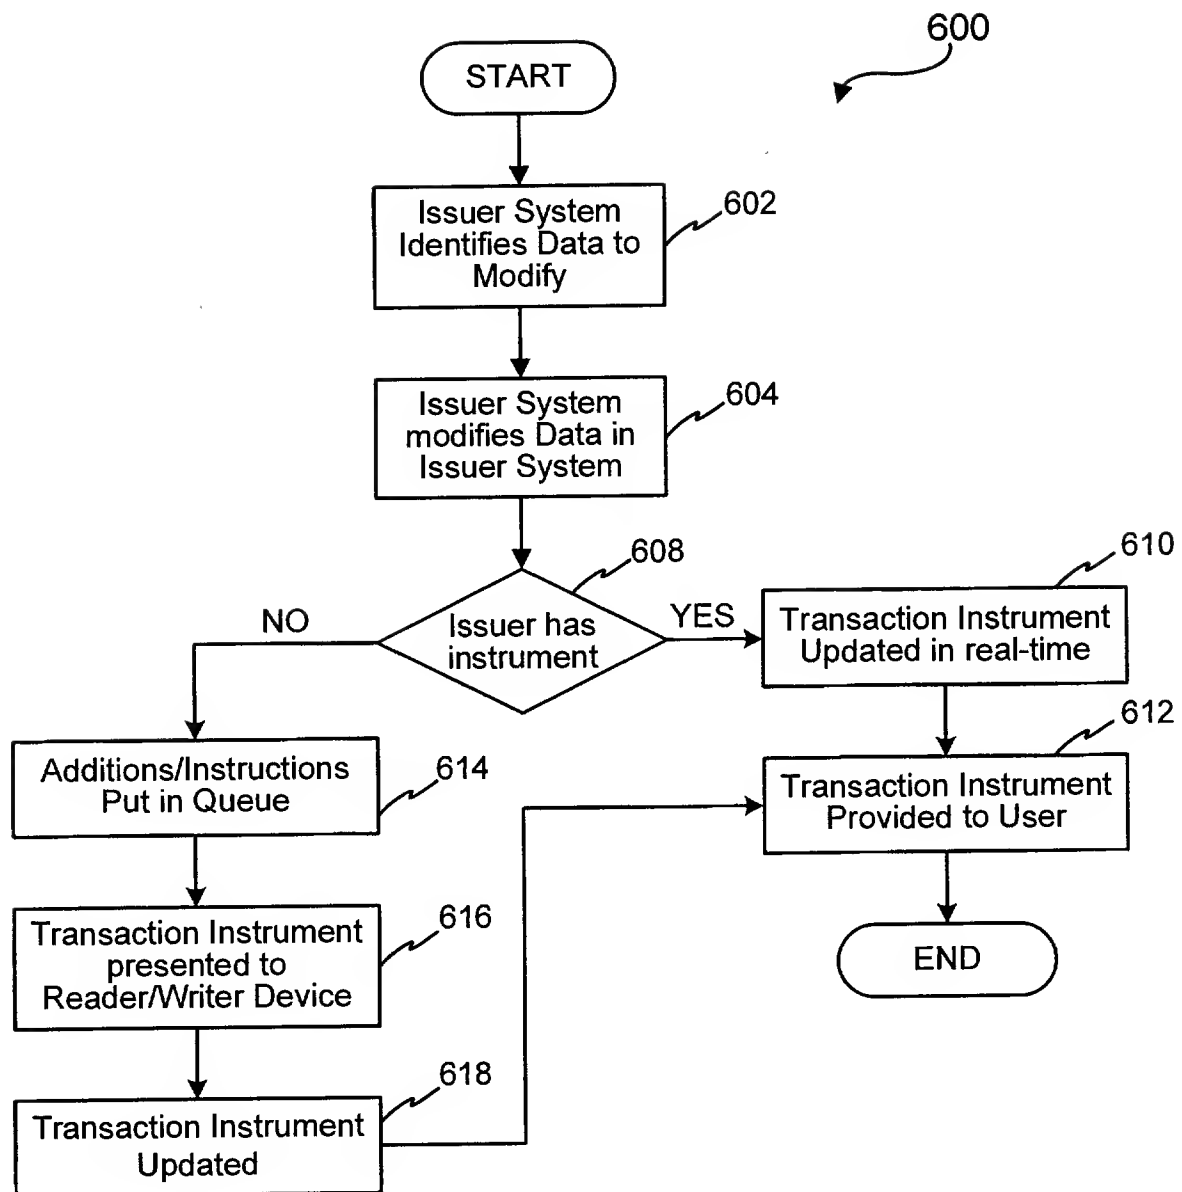 600
START
Issuer System
Identifies Data to
Modify
602
Issuer System
modifies Data in
Issuer System
604
608
Issuer has
instrument
NO
YES
610
Transaction Instrument
Updated in real-time
612
Transaction Instrument
Provided to User
END
Additions/Instructions
Put in Queue
614
Transaction Instrument
presented to
Reader/Writer Device
616
Transaction Instrument
Updated
618